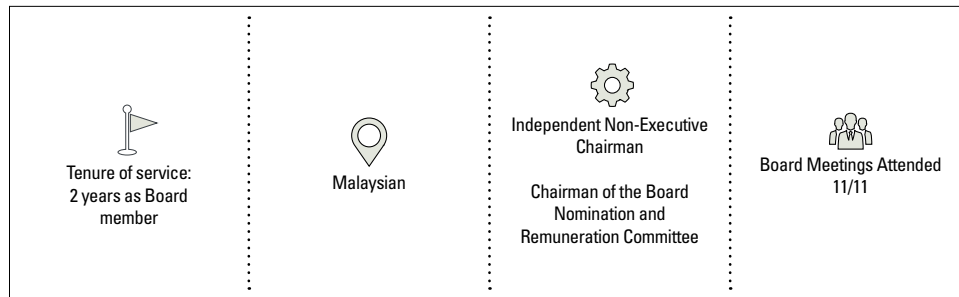 Tenure of service:
2 years as Board
member
Malaysian
Independent Non-Executive
Chairman
Chairman of the Board
Nomination and
Remuneration Committee
Board Meetings Attended
11/11